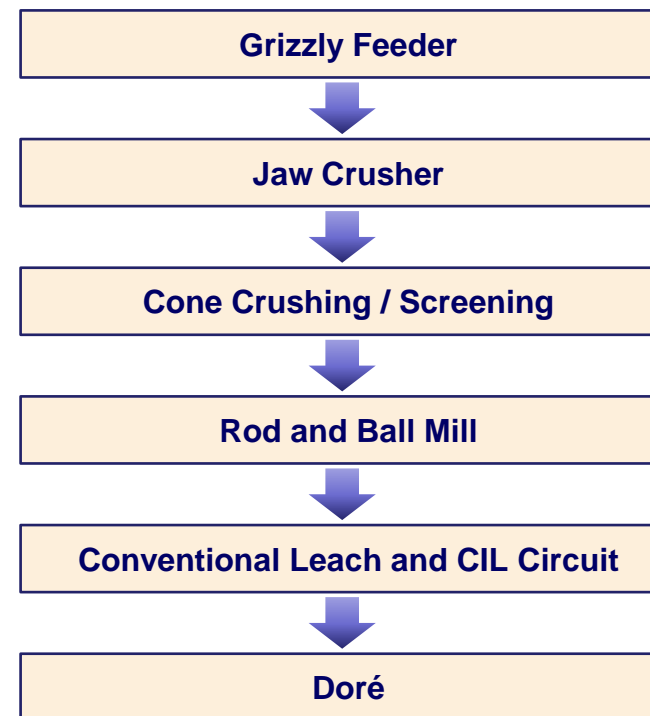 Grizzly Feeder
Jaw Crusher
Cone Crushing / Screening
Rod and Ball Mill
Conventional Leach and CIL Circuit
Doré